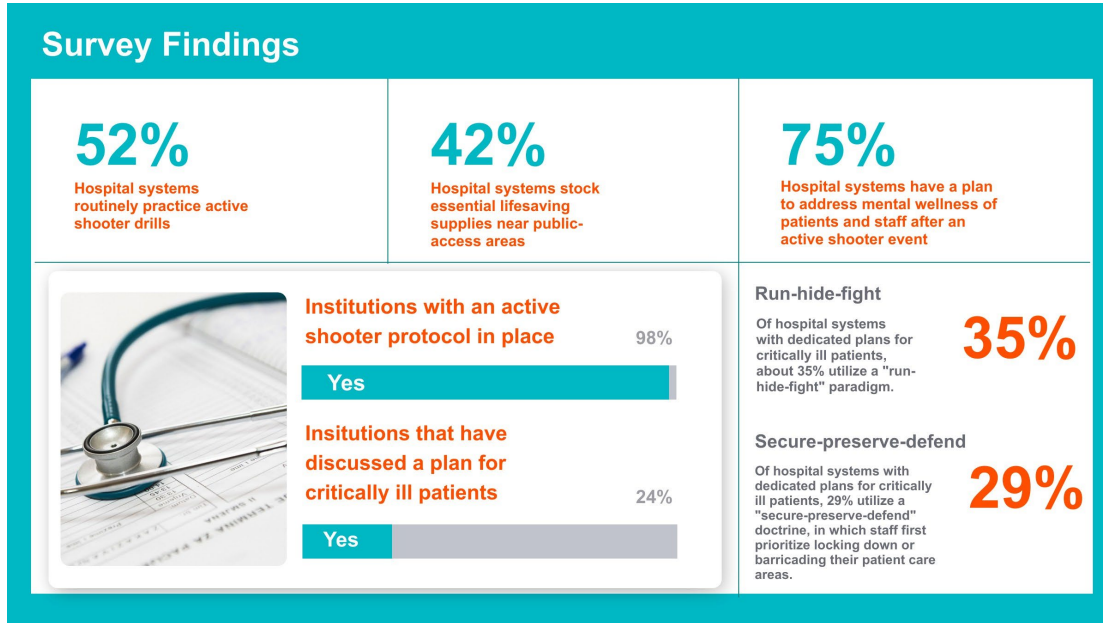 Survey Findings
52%
Hospital systems
routinely practice active
shooter drills
42%
Hospital systems stock
essential lifesaving
supplies near public-
access areas
75%
Hospital systems have a plan
to address mental wellness of
patients and staff after an
active shooter event
Institutions with an active
shooter protocol in place
98%
Yes
Insitutions that have
discussed a plan for
critically ill patients
24%
Yes
Run-hide-fight
Of hospital systems
with dedicated plans for
critically ill patients,
about 35% utilize a "run-
hide-fight" paradigm.
35%
Secure-preserve-defend
Of hospital systems with
dedicated plans for critically
ill patients, 29% utilize a
"secure-preserve-defend"
doctrine, in which staff first
prioritize locking down or
barricading their patient care
areas.
29%